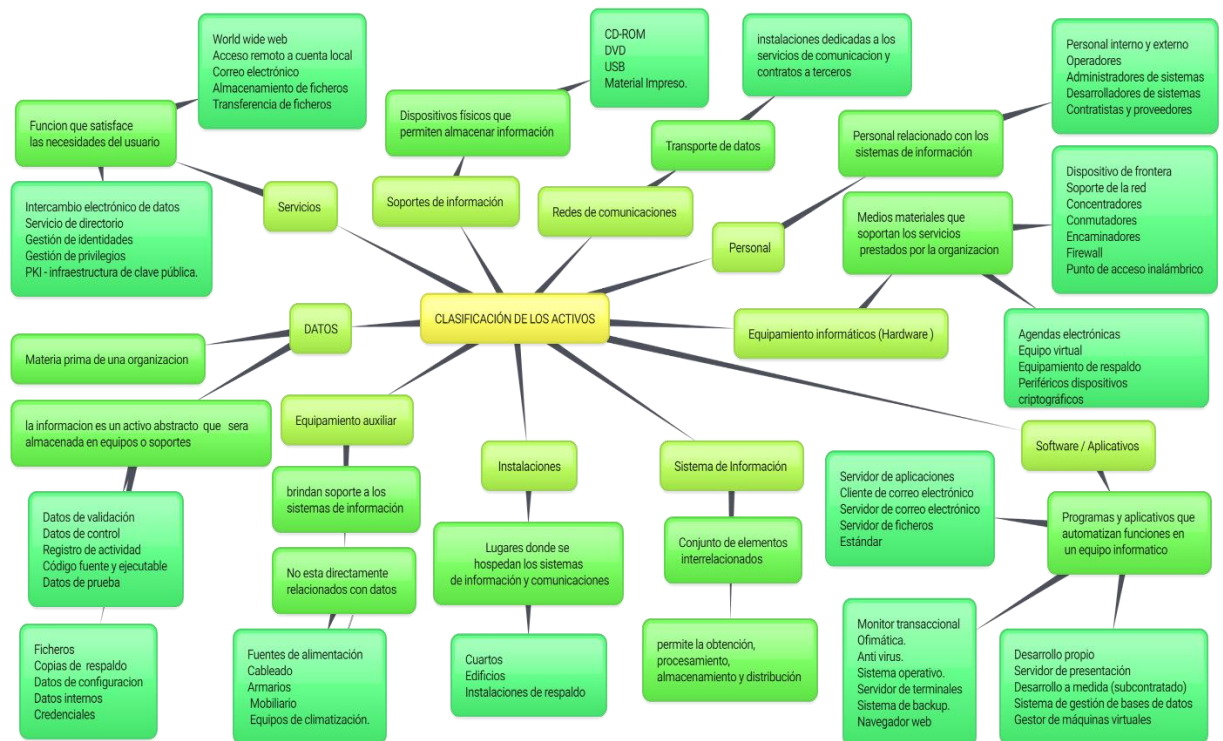 World wide web
Acceso remoto a cuenta local
Correo electrónico
Almacenamiento de ficheros
Transferencia de ficheros
Funcion que satisface
las necesidades del usuario
Intercambio electrónico de datos
Servicio de directorio
Gestión de identidades
Gestión de privilegios
PKI - infraestructura de clave pública.
Servicios
CD-ROM
DVD
USB
Material Impreso.
Dispositivos físicos que
permiten almacenar información
Soportes de información
instalaciones dedicadas a los
servicios de comunicacion y
contratos a terceros
Transporte de datos
Redes de comunicaciones
Personal interno y externo
Operadores
Administradores de sistemas
Desarrolladores de sistemas
Contratistas y proveedores
Personal relacionado con los
sistemas de información
Personal
Dispositivo de frontera
Soporte de la red
Concentradores
Conmutadores
Encaminadores
Firewall
Punto de acceso inalámbrico
Medios materiales que
soportan los servicios
prestados por la organizacion
Equipamiento informáticos (Hardware )
Agendas electrónicas
Equipo virtual
Equipamiento de respaldo
Periféricos dispositivos
criptográficos
CLASIFICACIÓN DE LOS ACTIVOS
DATOS
Materia prima de una organizacion
la informacion es un activo abstracto que sera
almacenada en equipos o soportes
Datos de validación
Datos de control
Registro de actividad
Código fuente y ejecutable
Datos de prueba
Ficheros
Copias de respaldo
Datos de configuracion
Datos internos
Credenciales
Equipamiento auxiliar
brindan soporte a los
sistemas de información
No esta directamente
relacionados con datos
Fuentes de alimentación
Cableado
Armarios
Mobiliario
Equipos de climatización.
Instalaciones
Lugares donde se
hospedan los sistemas
de información y comunicaciones
Cuartos
Edificios
Instalaciones de respaldo
Sistema de Información
Conjunto de elementos
interrelacionados
permite la obtención,
procesamiento,
almacenamiento y distribución
Software / Aplicativos
Programas y aplicativos que
automatizan funciones en
un equipo informatico
Servidor de aplicaciones
Cliente de correo electrónico
Servidor de correo electrónico
Servidor de ficheros
Estándar
Monitor transaccional
Ofimática.
Anti virus.
Sistema operativo.
Servidor de terminales
Sistema de backup.
Navegador web
Desarrollo propio
Servidor de presentación
Desarrollo a medida (subcontratado)
Sistema de gestión de bases de datos
Gestor de máquinas virtuales